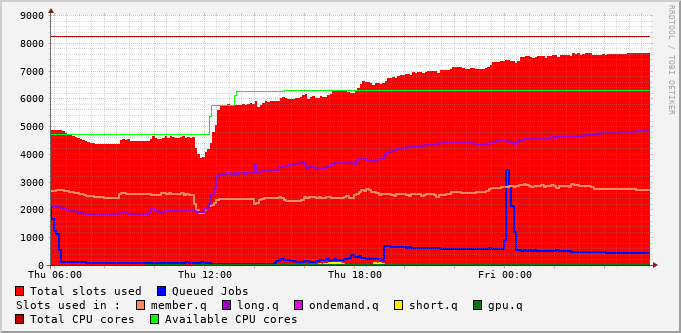 9000
8000
7000
6000
5000
4000
3000
2000
1000
0
Thu 06:00 Thu 12:00 Thu 18:00 Fri 00:00
RRDTOOL / TOBI OETIKER
Total slots used Queued Jobs
Slots used in : member.q long.q ondemand.q short.q gpu.q
Total CPU cores Available CPU cores